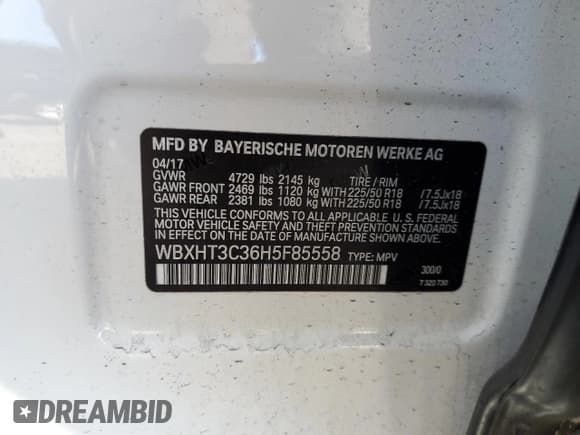 MFD BY BAYERISCHE MOTOREN WERKE AG
04/17
GVWR 4729 lbs 2145 kg TIRE / RIM
GAWR FRONT 2469 lbs 1120 kg WITH 225/50 R18 /7.5Jx18
GAWR REAR 2381 lbs 1080 kg WITH 225/50 R18 /7.5Jx18
THIS VEHICLE CONFORMS TO ALL APPLICABLE U. S. FEDERAL
MOTOR VEHICLE SAFETY AND THEFT PREVENTION STANDARDS
IN EFFECT ON THE DATE OF MANUFACTURE SHOWN ABOVE.
WBXHT3C36H5F85558 TYPE: MPV
300/0
7 320 730
DREAMBID